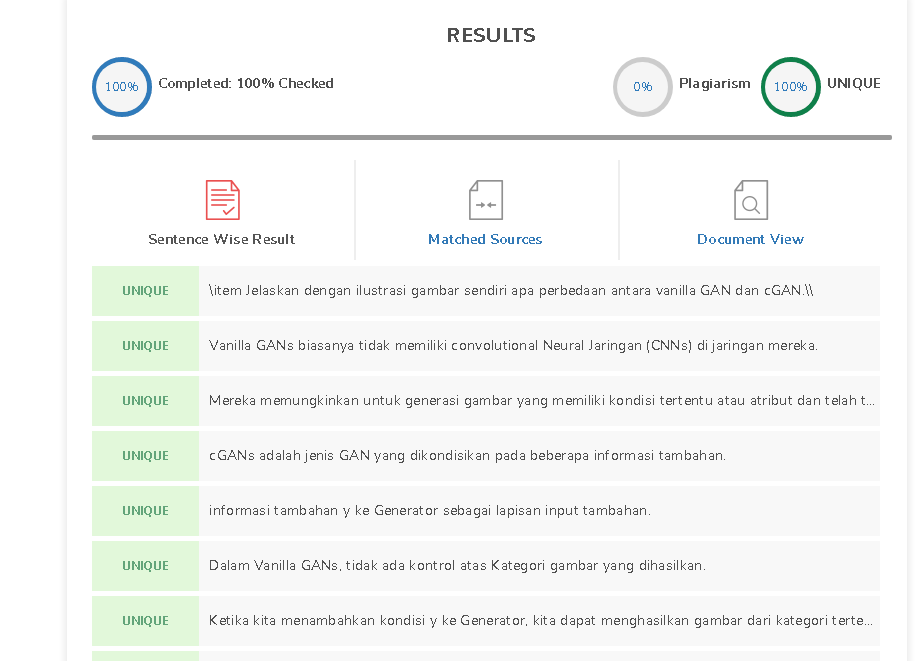 RESULTS
100% Completed: 100% Checked 0% Plagiarism 100% UNIQUE
Sentence Wise Result Matched Sources Document View
UNIQUE \item Jelaskan dengan ilustrasi gambar sendiri apa perbedaan antara vanilla GAN dan cGAN.\\
UNIQUE Vanilla GANs biasanya tidak memiliki convolutional Neural Jaringan (CNNs) di jaringan mereka.
UNIQUE Mereka memungkinkan untuk generasi gambar yang memiliki kondisi tertentu atau atribut dan telah t...
UNIQUE cGANs adalah jenis GAN yang dikondisikan pada beberapa informasi tambahan.
UNIQUE informasi tambahan y ke Generator sebagai lapisan input tambahan.
UNIQUE Dalam Vanilla GANs, tidak ada kontrol atas Kategori gambar yang dihasilkan.
UNIQUE Ketika kita menambahkan kondisi y ke Generator, kita dapat menghasilkan gambar dari kategori terte...